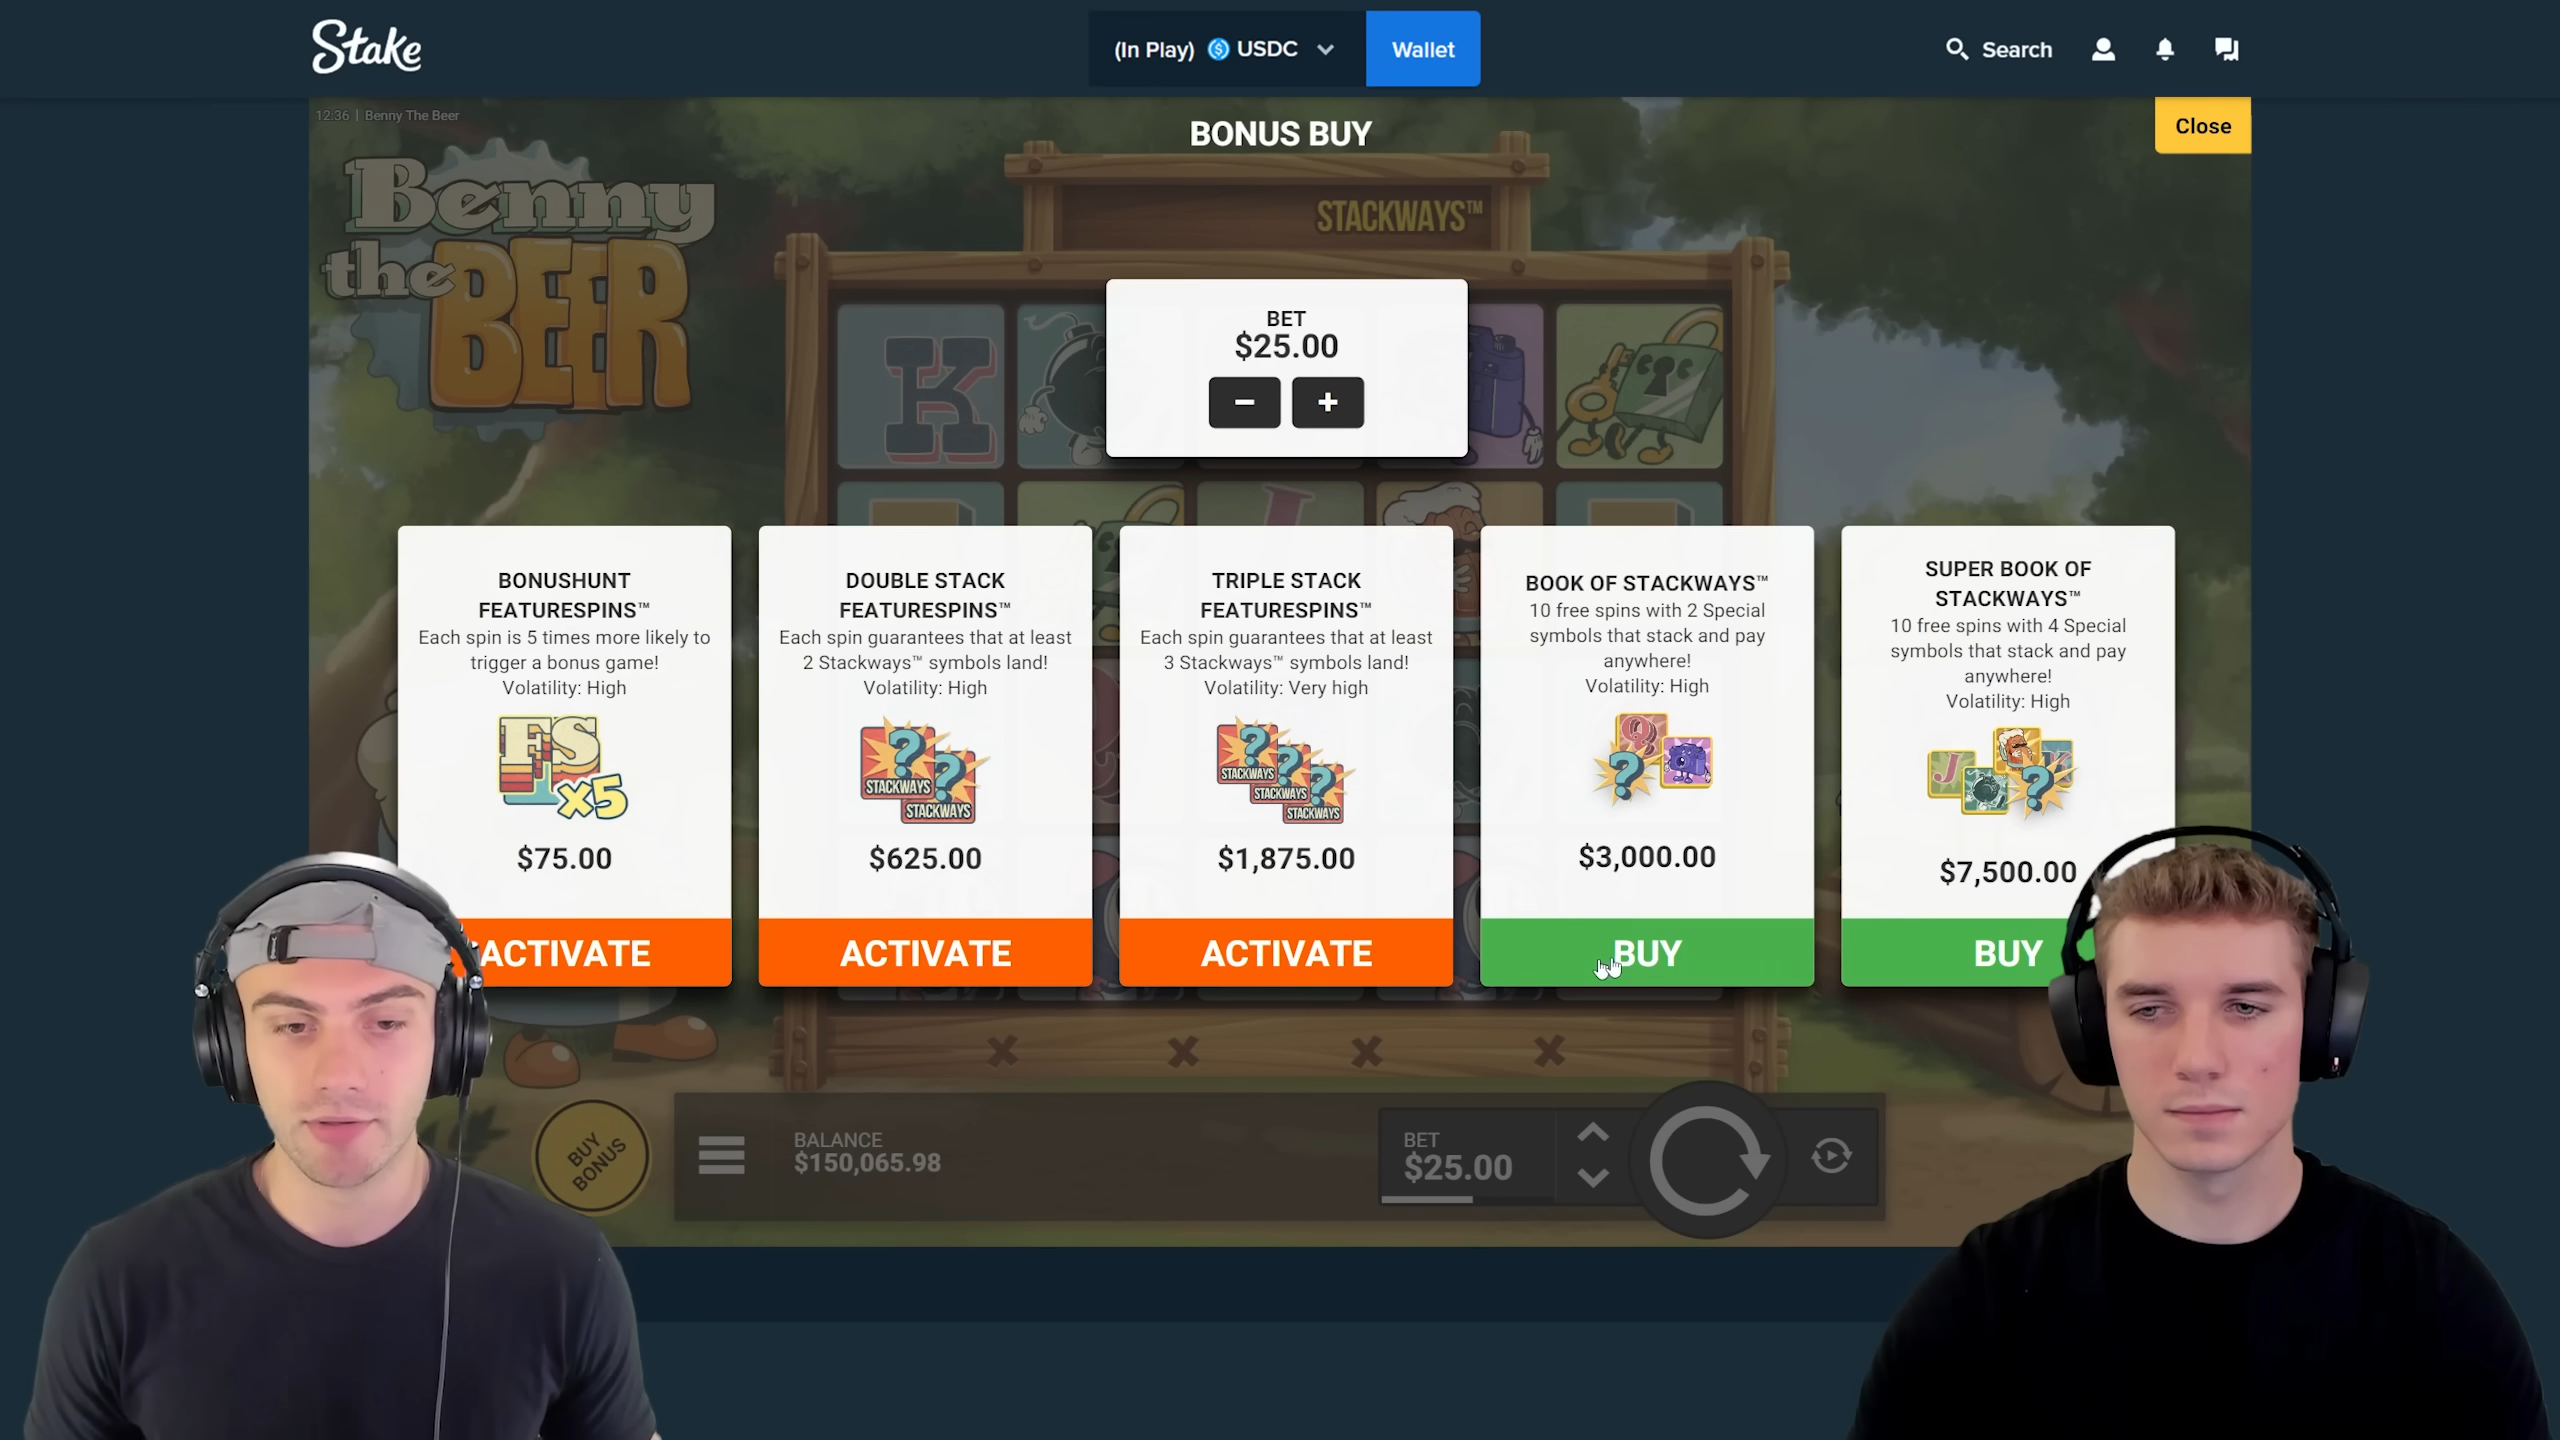 Stake
(In Play) USDC
Wallet
Search
12:36 | Benny The Beer
BONUS BUY
Close
Benny
the BEER
STACKWAYS™
K
BET
$25.00
− +
BONUSHUNT
FEATURESPINS™
Each spin is 5 times more likely to
trigger a bonus game!
Volatility: High
FS
x5
$75.00
ACTIVATE
DOUBLE STACK
FEATURESPINS™
Each spin guarantees that at least
2 Stackways™ symbols land!
Volatility: High
?
?
STACKWAYS
STACKWAYS
$625.00
ACTIVATE
TRIPLE STACK
FEATURESPINS™
Each spin guarantees that at least
3 Stackways™ symbols land!
Volatility: Very high
?
?
?
STACKWAYS
STACKWAYS
STACKWAYS
$1,875.00
ACTIVATE
BOOK OF STACKWAYS™
10 free spins with 2 Special
symbols that stack and pay
anywhere!
Volatility: High
Q
?
$3,000.00
BUY
SUPER BOOK OF
STACKWAYS™
10 free spins with 4 Special
symbols that stack and pay
anywhere!
Volatility: High
J
K
?
$7,500.00
BUY
BUY
BONUS
BALANCE
$150,065.98
BET
$25.00